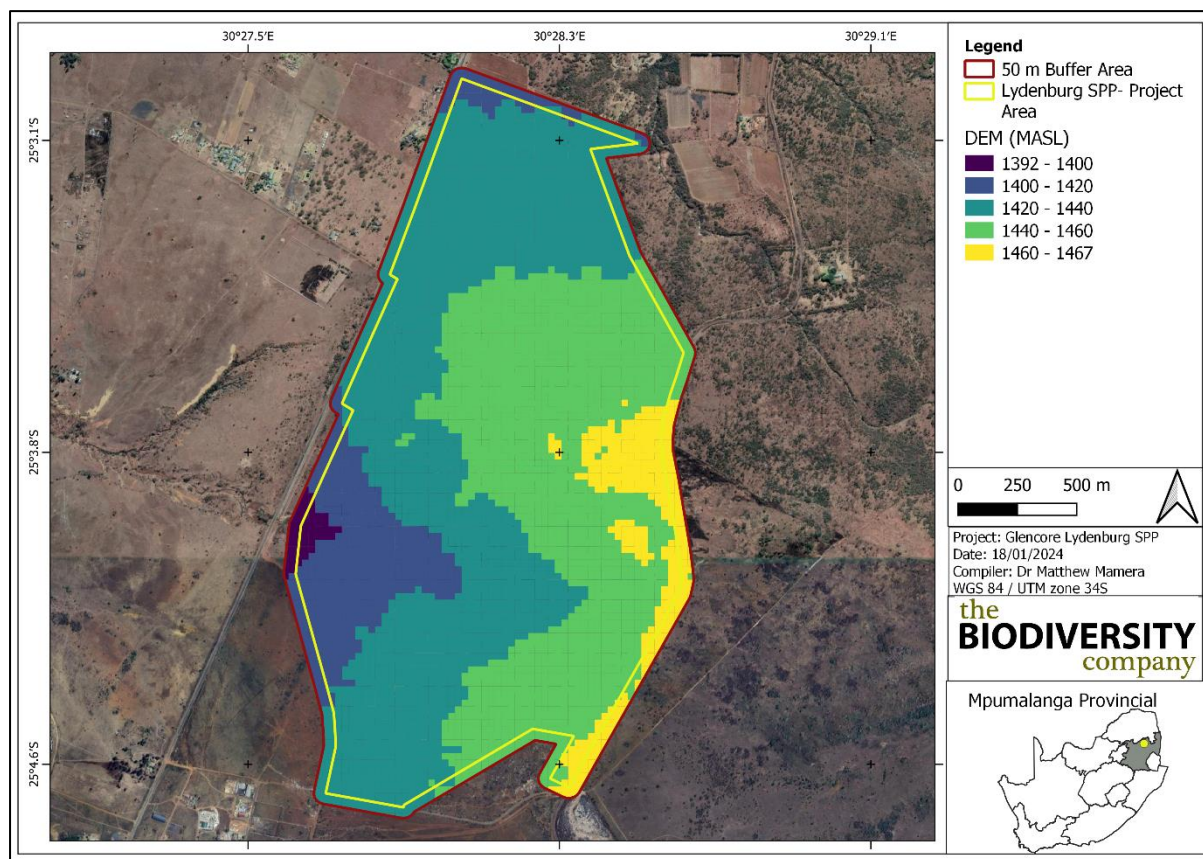 30°27.5'E
30°28.3'E
30°29.1'E
25°3.1'S
25°3.8'S
25°4.6'S
Legend
50 m Buffer Area
Lydenburg SPP- Project
Area
DEM (MASL)
1392 - 1400
1400 - 1420
1420 - 1440
1440 - 1460
1460 - 1467
0 250 500 m
Project: Glencore Lydenburg SPP
Date: 18/01/2024
Compiler: Dr Matthew Mamera
WGS 84 / UTM zone 34S
the
BIODIVERSITY
company
Mpumalanga Provincial